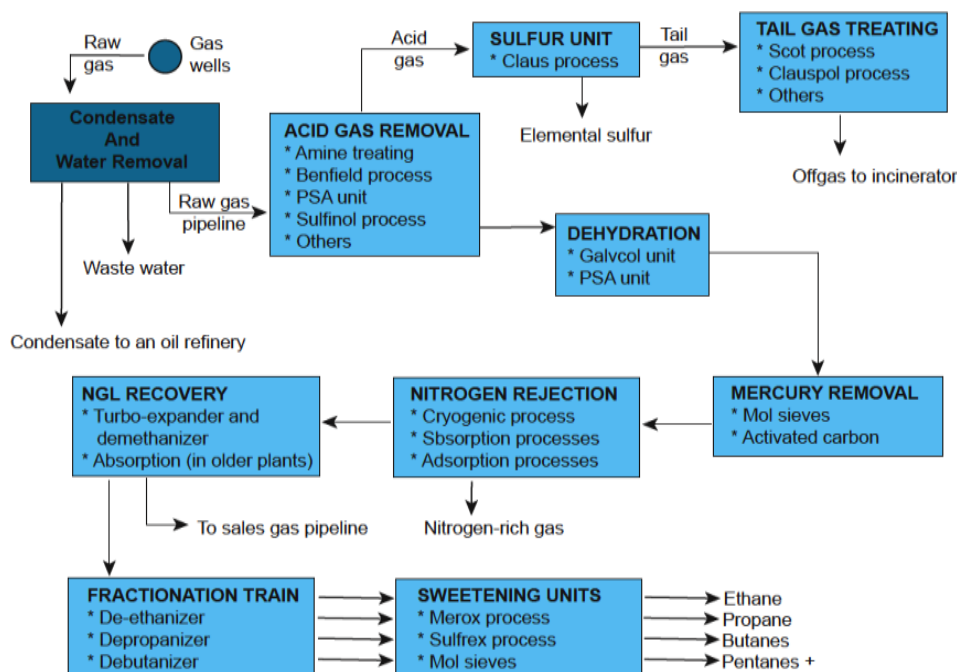 Raw
gas
Gas
wells
Condensate
And
Water Removal
Raw gas
pipeline
Waste water
Condensate to an oil refinery
ACID GAS REMOVAL
* Amine treating
* Benfield process
* PSA unit
* Sulfinol process
* Others
Acid
gas
SULFUR UNIT
* Claus process
Elemental sulfur
Tail
gas
TAIL GAS TREATING
* Scot process
* Clauspol process
* Others
Offgas to incinerator
DEHYDRATION
* Galvcol unit
* PSA unit
MERCURY REMOVAL
* Mol sieves
* Activated carbon
NITROGEN REJECTION
* Cryogenic process
* Sbsorption processes
* Adsorption processes
Nitrogen-rich gas
NGL RECOVERY
* Turbo-expander and
demethanizer
* Absorption (in older plants)
To sales gas pipeline
FRACTIONATION TRAIN
* De-ethanizer
* Depropanizer
* Debutanizer
SWEETENING UNITS
* Merox process
* Sulfrex process
* Mol sieves
Ethane
Propane
Butanes
Pentanes +